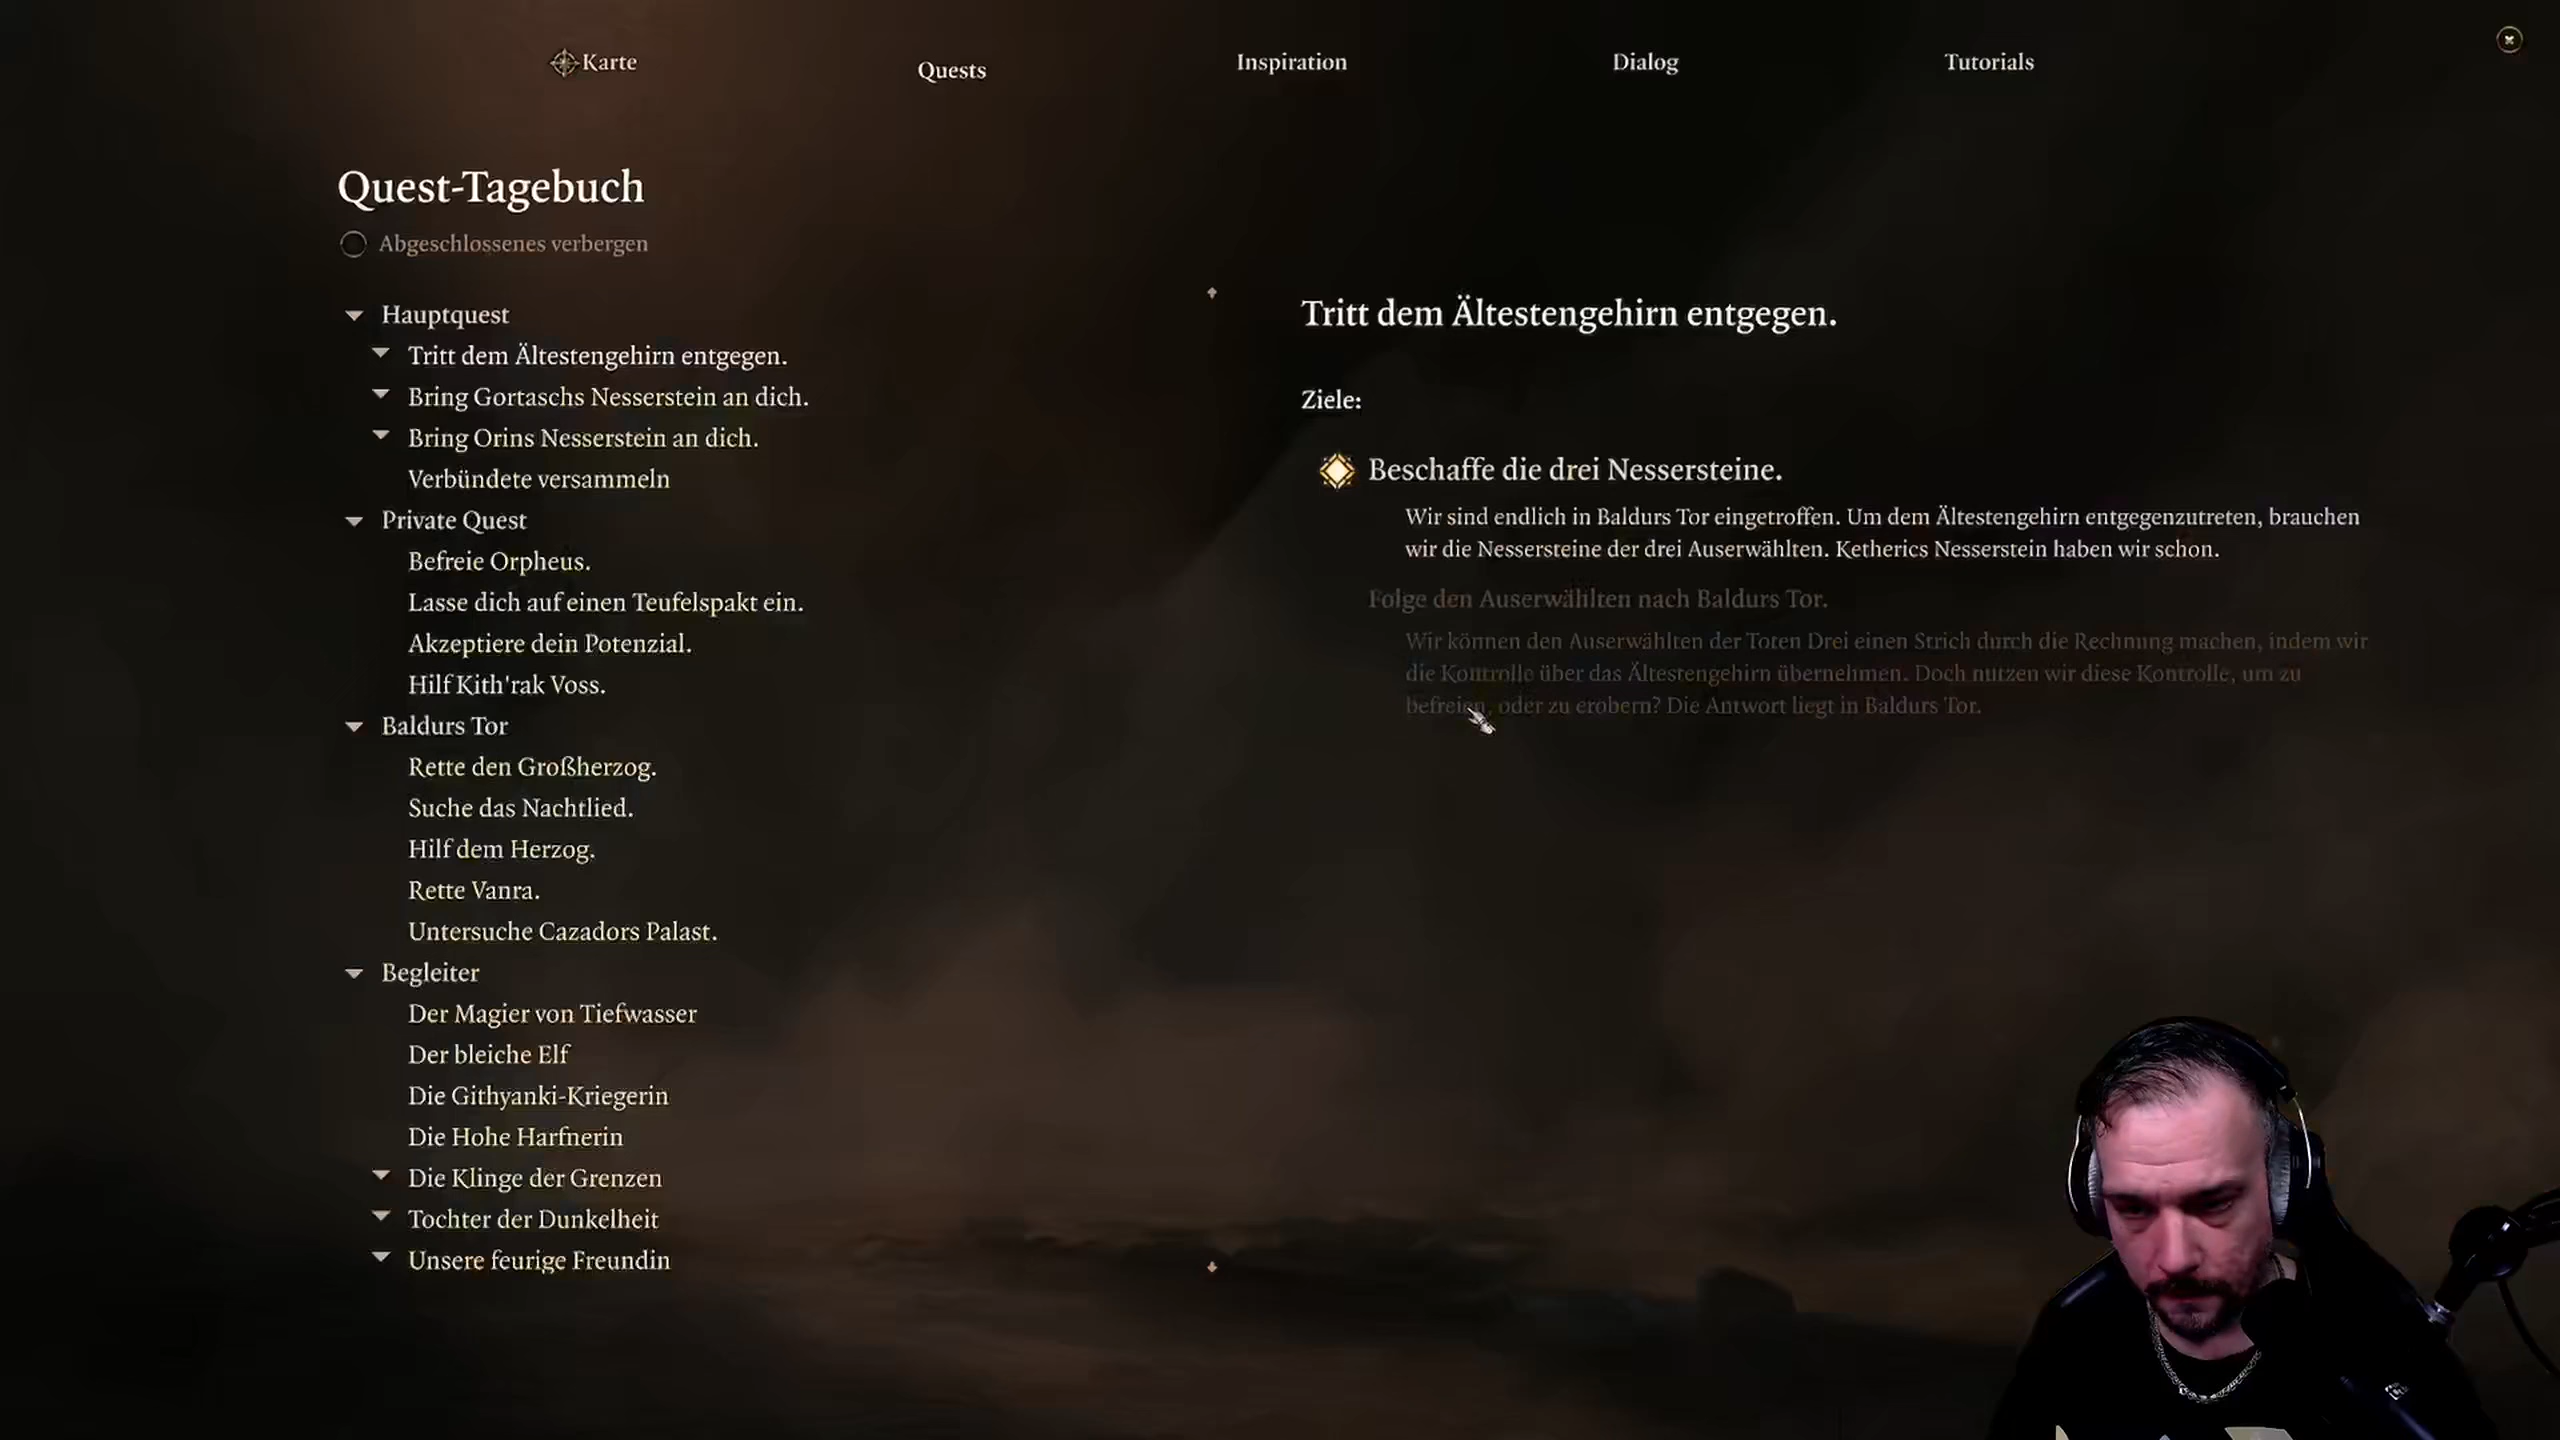 Karte
Quests
Inspiration
Dialog
Tutorials
Quest-Tagebuch
Abgeschlossenes verbergen
Hauptquest
Tritt dem Ältestengehirn entgegen.
Bring Gortaschs Nesserstein an dich.
Bring Orins Nesserstein an dich.
Verbündete versammeln
Private Quest
Befreie Orpheus.
Lasse dich auf einen Teufelspakt ein.
Akzeptiere dein Potenzial.
Hilf Kith'rak Voss.
Baldurs Tor
Rette den Großherzog.
Suche das Nachtlied.
Hilf dem Herzog.
Rette Vanra.
Untersuche Cazadors Palast.
Begleiter
Der Magier von Tiefwasser
Der bleiche Elf
Die Githyanki-Kriegerin
Die Hohe Harfnerin
Die Klinge der Grenzen
Tochter der Dunkelheit
Unsere feurige Freundin
Tritt dem Ältestengehirn entgegen.
Ziele:
Beschaffe die drei Nessersteine.
Wir sind endlich in Baldurs Tor eingetroffen. Um dem Ältestengehirn entgegenzutreten, brauchen
wir die Nessersteine der drei Auserwählten. Ketherics Nesserstein haben wir schon.
Folge den Auserwählten nach Baldurs Tor.
Wir können den Auserwählten der Toten Drei einen Strich durch die Rechnung machen, indem wir
die Kontrolle über das Ältestengehirn übernehmen. Doch nutzen wir diese Kontrolle, um zu
befreien, oder zu erobern? Die Antwort liegt in Baldurs Tor.